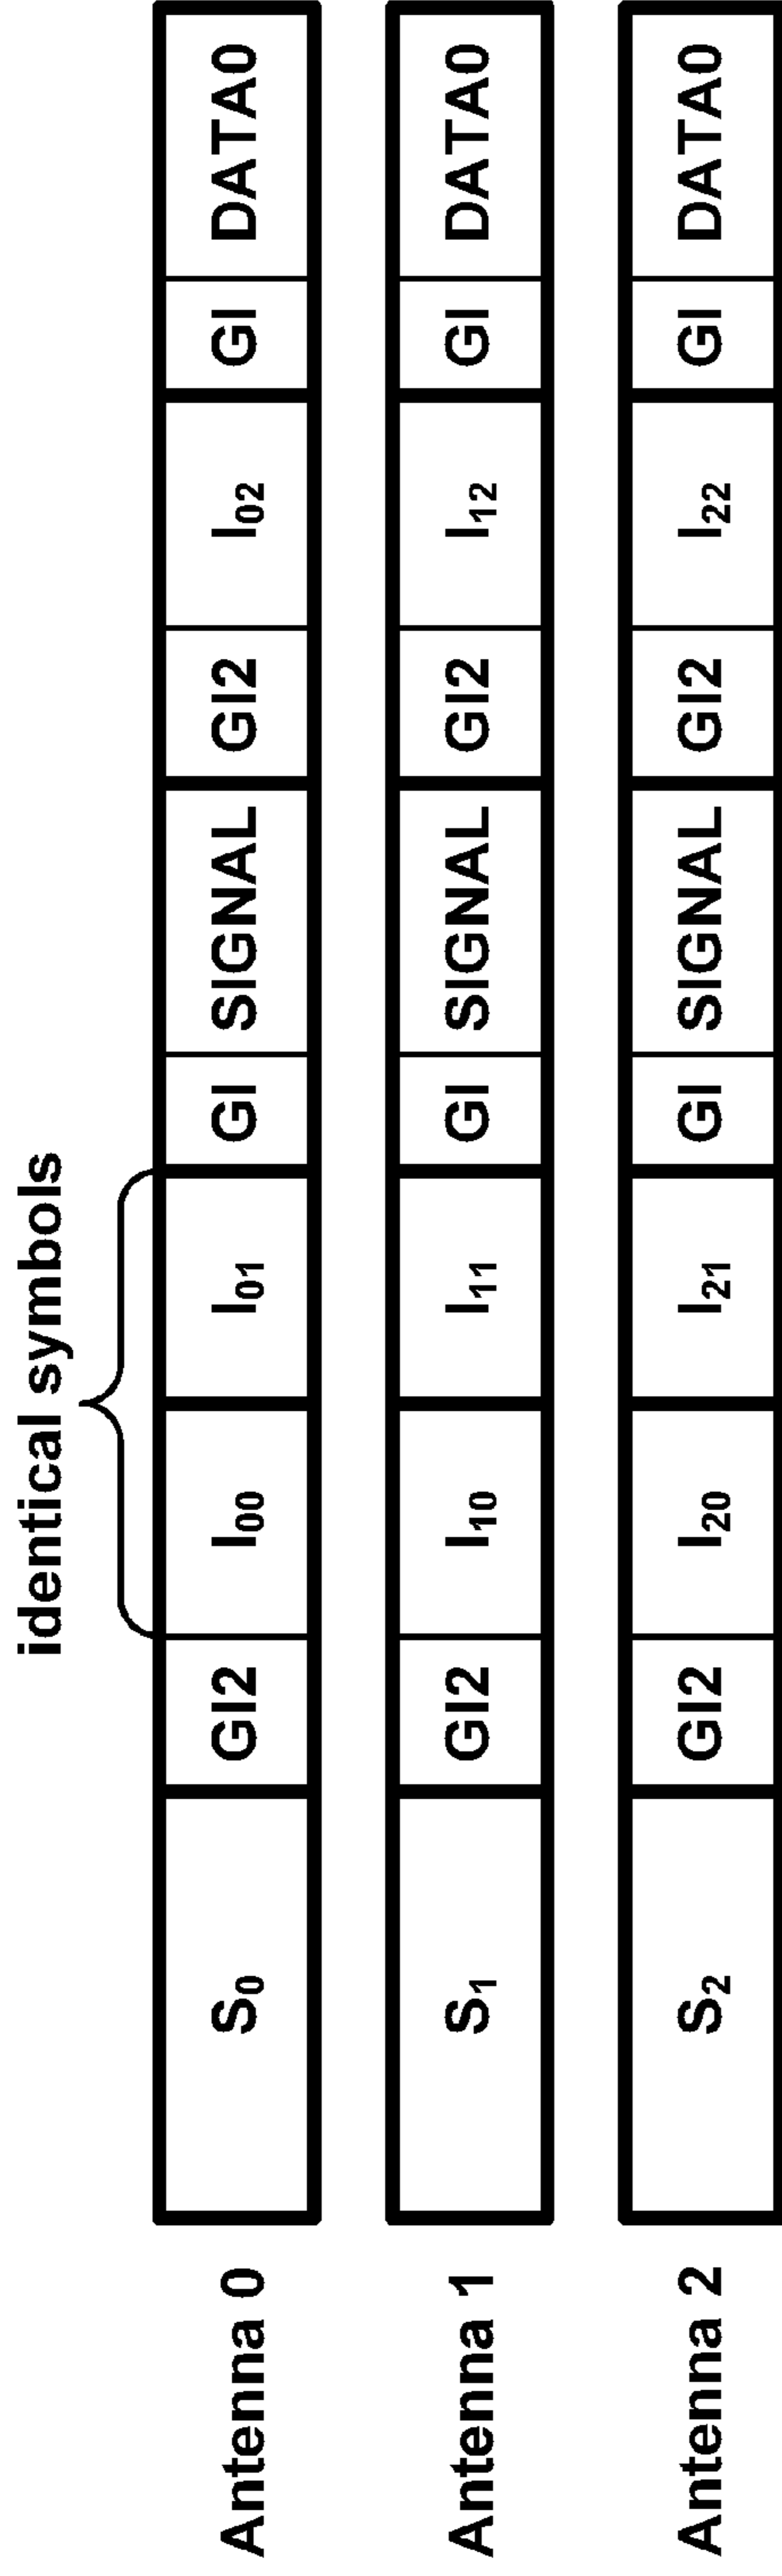 identical symbols
Antenna 0 S₀ GI2 I₀₀ I₀₁ GI SIGNAL GI2 I₀₂ GI DATA0
Antenna 1 S₁ GI2 I₁₀ I₁₁ GI SIGNAL GI2 I₁₂ GI DATA0
Antenna 2 S₂ GI2 I₂₀ I₂₁ GI SIGNAL GI2 I₂₂ GI DATA0